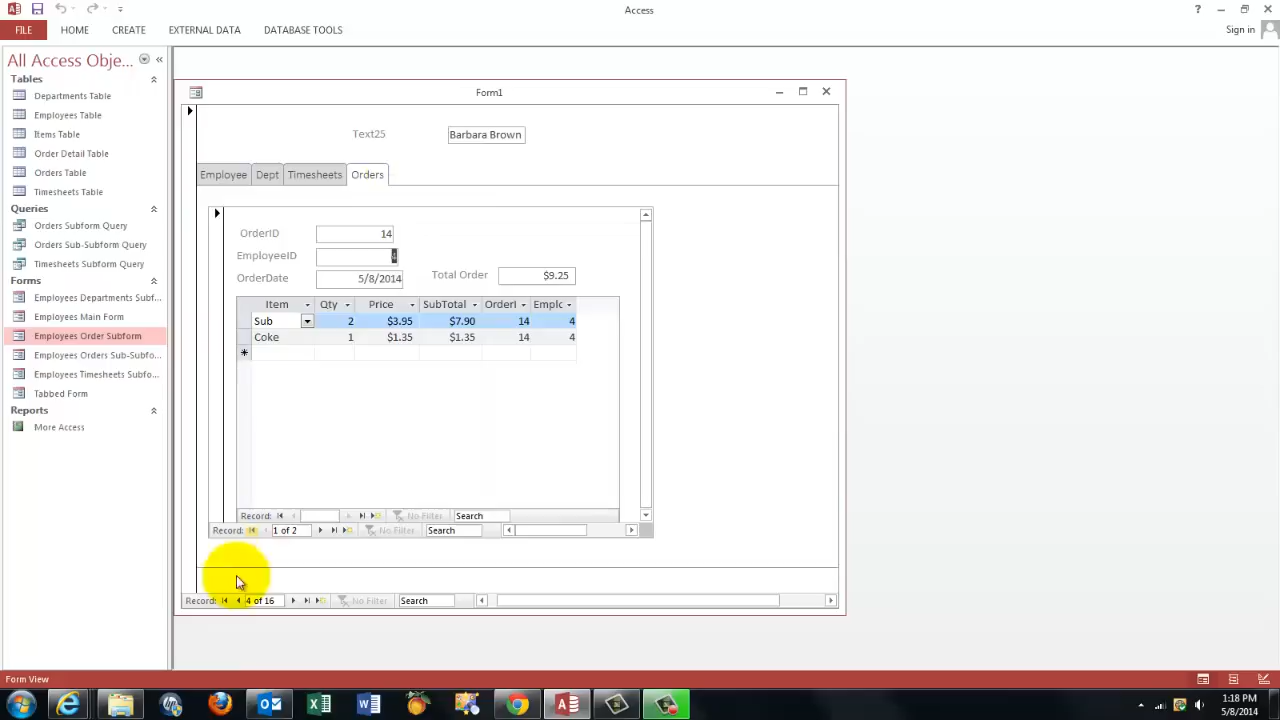 Access
?
Sign in
FILE HOME CREATE EXTERNAL DATA DATABASE TOOLS
All Access Obje...
Tables
Departments Table
Employees Table
Items Table
Order Detail Table
Orders Table
Timesheets Table
Queries
Orders Subform Query
Orders Sub-Subform Query
Timesheets Subform Query
Forms
Employees Departments Subf...
Employees Main Form
Employees Order Subform
Employees Orders Sub-Subfo...
Employees Timesheets Subfo...
Tabbed Form
Reports
More Access
Form1
Text25 Barbara Brown
Employee Dept Timesheets Orders
OrderID 14
EmployeeID 4
OrderDate 5/8/2014 Total Order $9.25
Item Qty Price SubTotal OrderI Emplc
Sub 2 $3.95 $7.90 14 4
Coke 1 $1.35 $1.35 14 4
Record: No Filter Search
Record: 1 of 2 No Filter Search
Record: 4 of 16 No Filter Search
Form View
1:18 PM
5/8/2014